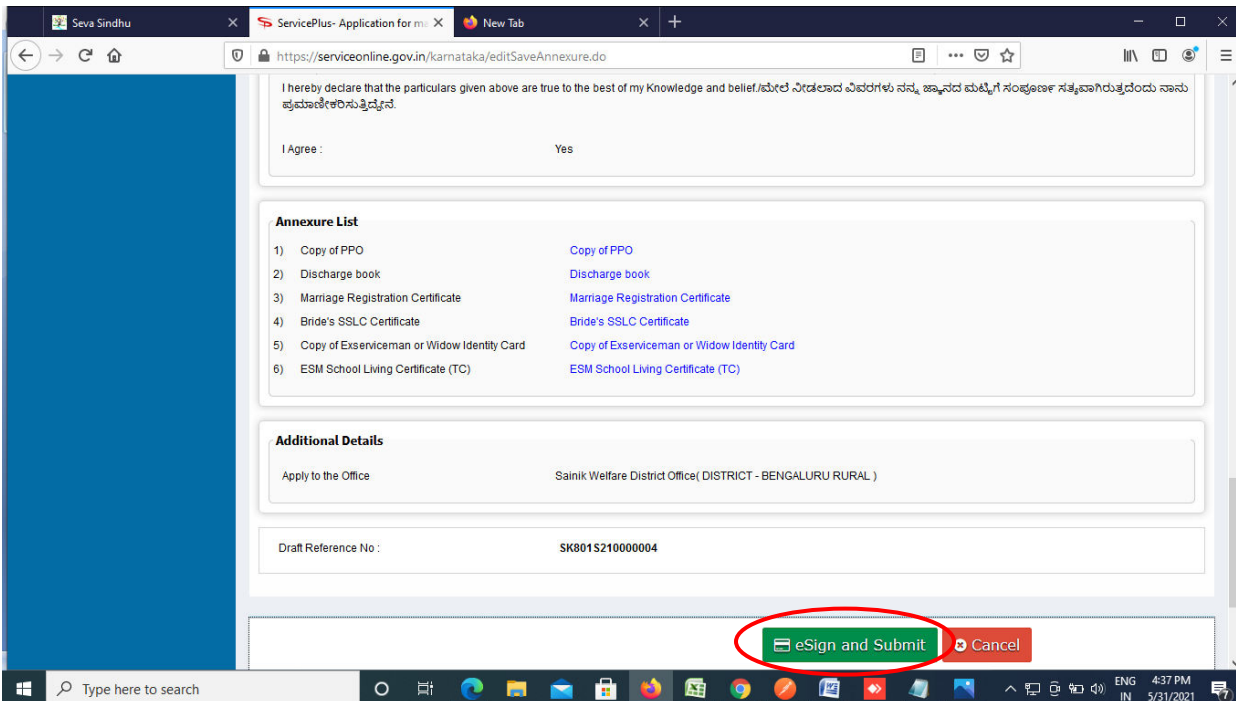 Seva Sindhu
ServicePlus- Application for ma
New Tab
https://serviceonline.gov.in/karnataka/editSaveAnnexure.do
I hereby declare that the particulars given above are true to the best of my Knowledge and belief./ಮೇಲೆ ನೀಡಲಾದ ವಿವರಗಳು ನನ್ನ ಜ್ಞಾನದ ಮಟ್ಟಿಗೆ ಸಂಪೂರ್ಣ ಸತ್ಯವಾಗಿರುತ್ತದೆಂದು ನಾನು
ಪ್ರಮಾಣೀಕರಿಸುತ್ತಿದ್ದೇನೆ.
I Agree : Yes
Annexure List
1) Copy of PPO Copy of PPO
2) Discharge book Discharge book
3) Marriage Registration Certificate Marriage Registration Certificate
4) Bride's SSLC Certificate Bride's SSLC Certificate
5) Copy of Exserviceman or Widow Identity Card Copy of Exserviceman or Widow Identity Card
6) ESM School Living Certificate (TC) ESM School Living Certificate (TC)
Additional Details
Apply to the Office Sainik Welfare District Office( DISTRICT - BENGALURU RURAL )
Draft Reference No : SK801S210000004
eSign and Submit Cancel
Type here to search
ENG 4:37 PM
IN 5/31/2021